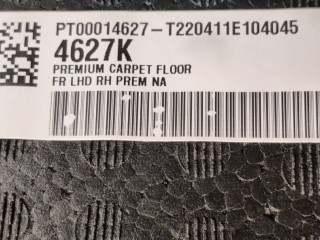 PT00014627-T220411E104045
4627K
PREMIUM CARPET FLOOR
FR LHD RH PREM NA